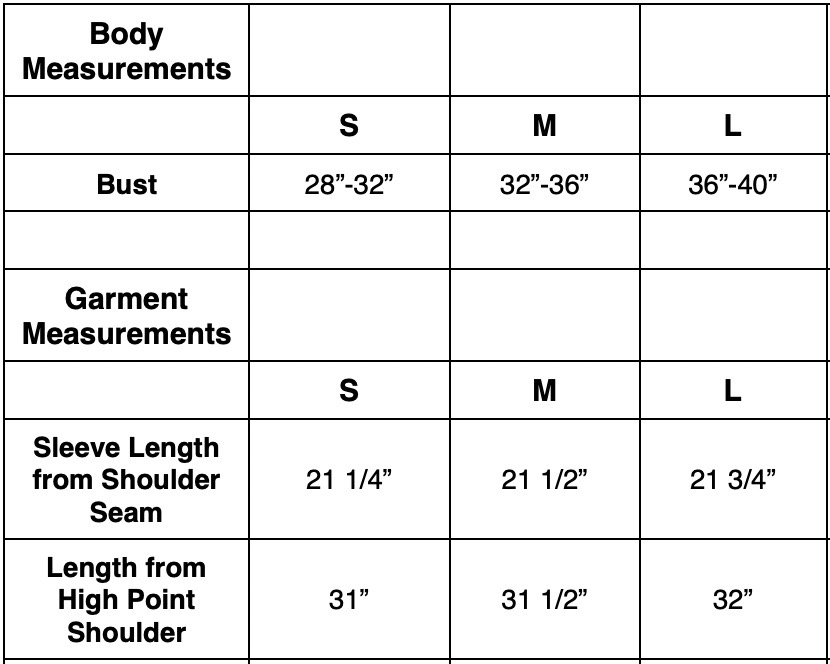 Body
Measurements
S M L
Bust 28”-32” 32”-36” 36”-40”
Garment
Measurements
S M L
Sleeve Length
from Shoulder
Seam
21 1/4” 21 1/2” 21 3/4”
Length from
High Point
Shoulder
31” 31 1/2” 32”